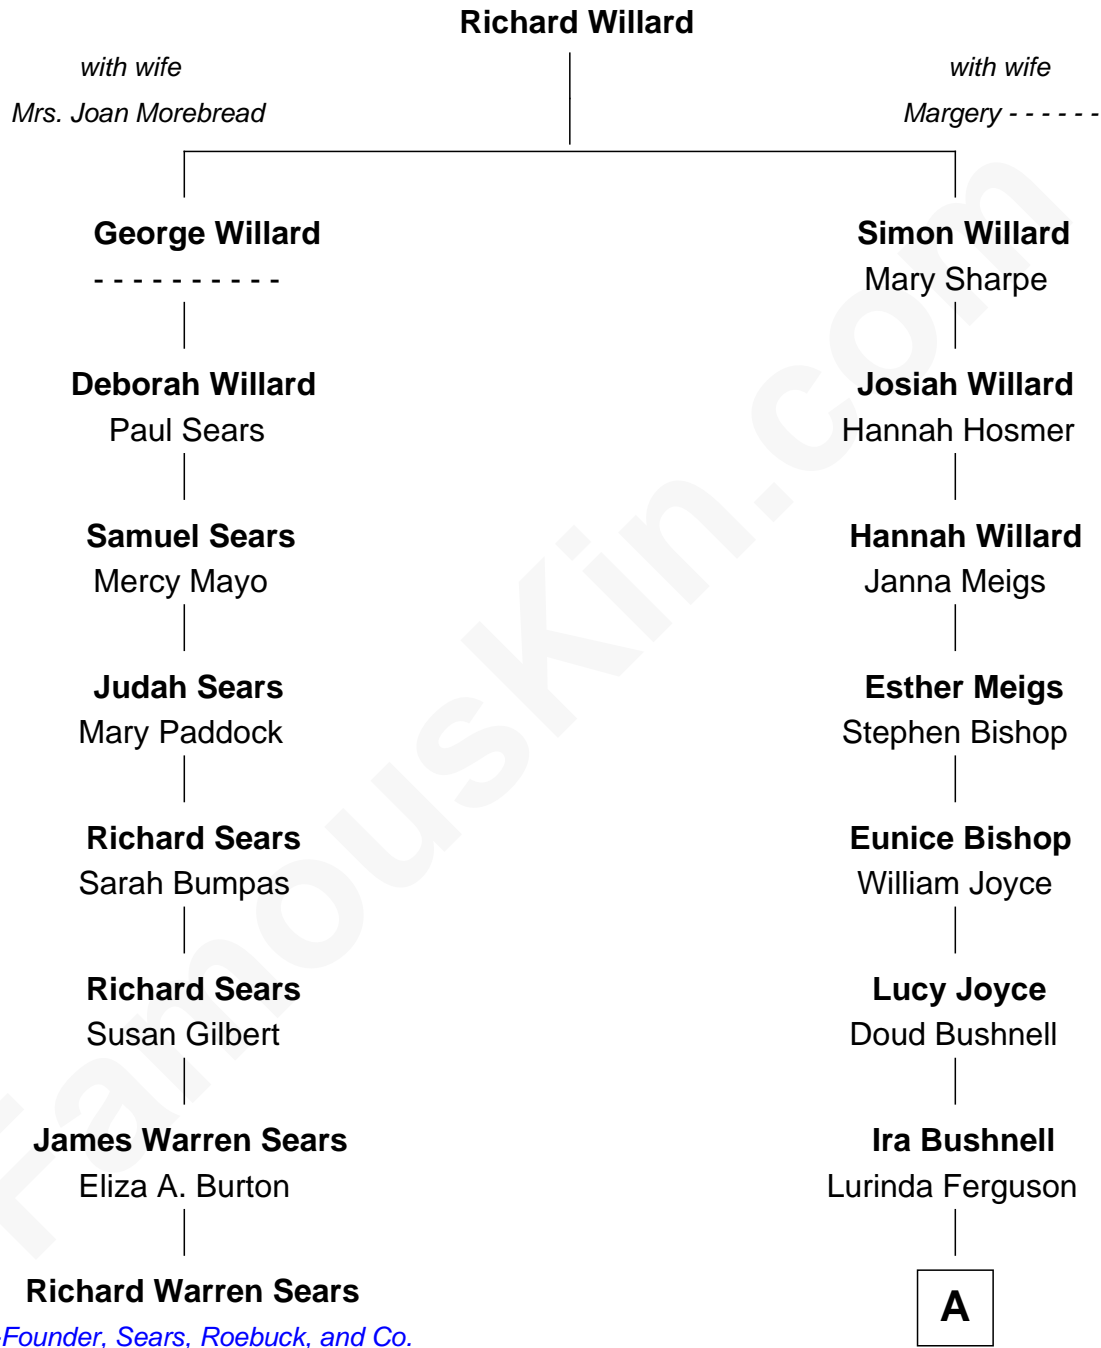 Richard Willard
with wife
Mrs. Joan Morebread
with wife
Margery - - - - - -
George Willard
- - - - - - - - - -
Simon Willard
Mary Sharpe
Deborah Willard
Paul Sears
Josiah Willard
Hannah Hosmer
Samuel Sears
Mercy Mayo
Hannah Willard
Janna Meigs
Judah Sears
Mary Paddock
Esther Meigs
Stephen Bishop
Richard Sears
Sarah Bumpas
Eunice Bishop
William Joyce
Richard Sears
Susan Gilbert
Lucy Joyce
Doud Bushnell
James Warren Sears
Eliza A. Burton
Ira Bushnell
Lurinda Ferguson
Richard Warren Sears
-Founder, Sears, Roebuck, and Co.
A
FamousKin.com